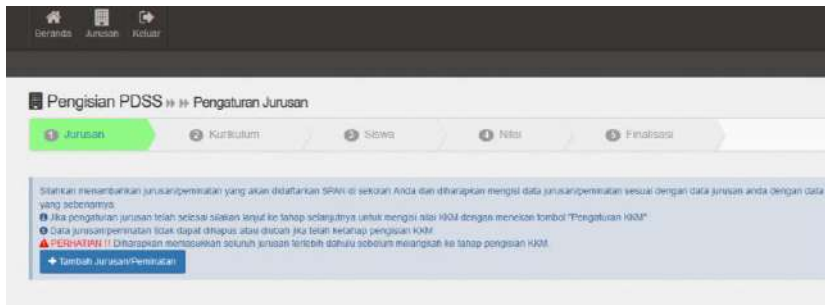 Beranda Jurusan Keluar
Pengisian PDSS »» »» Pengaturan Jurusan
1 Jurusan 2 Kurikulum 3 Siswa 4 Nilai 5 Finalisasi
Silahkan menambahkan jurusan/peminatan yang akan didaftarkan SPAN di sekolah Anda dan diharapkan mengisi data jurusan/peminatan sesuai dengan data jurusan anda dengan data
yang sebenarnya.
Jika pengaturan jurusan telah selesai silakan lanjut ke tahap selanjutnya untuk mengisi nilai KKM dengan menekan tombol "Pengaturan KKM"
Data jurusan/peminatan tidak dapat dihapus atau diubah jika telah ketahap pengisian KKM
PERHATIAN !! Diharapkan memasukkan seluruh jurusan terlebih dahulu sebelum melangkah ke tahap pengisian KKM.
+ Tambah Jurusan/Peminatan